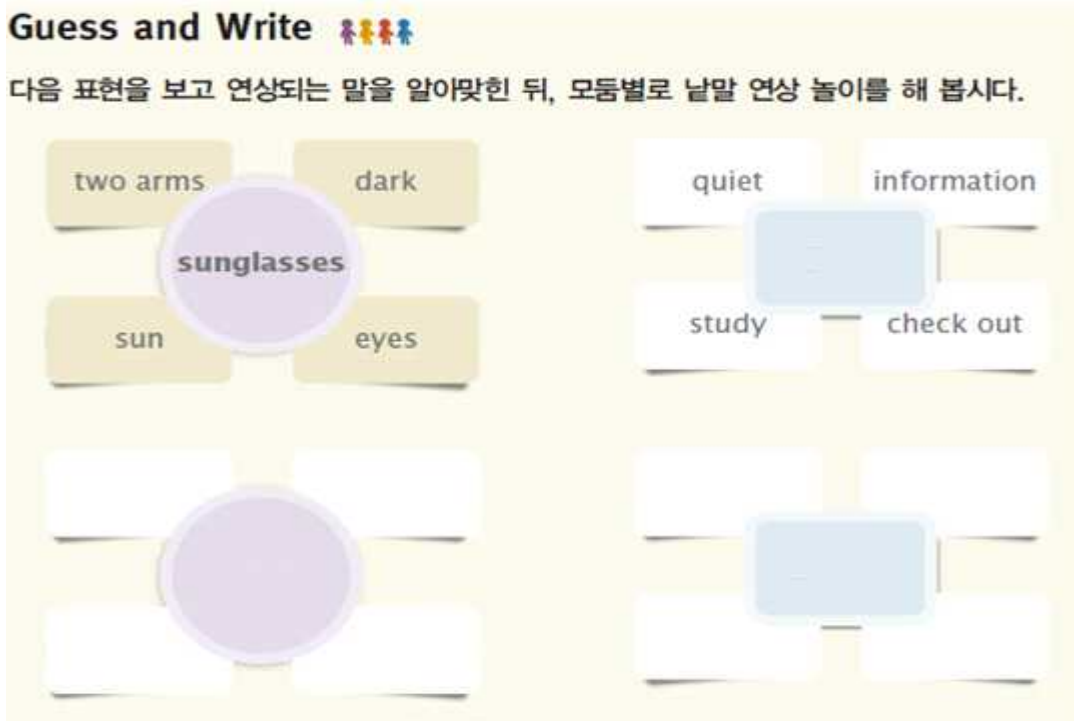 Guess and Write
다음 표현을 보고 연상되는 말을 알아맞힌 뒤, 모둠별로 낱말 연상 놀이를 해 봅시다.
two arms
dark
sunglasses
sun
eyes
quiet
information
study
check out